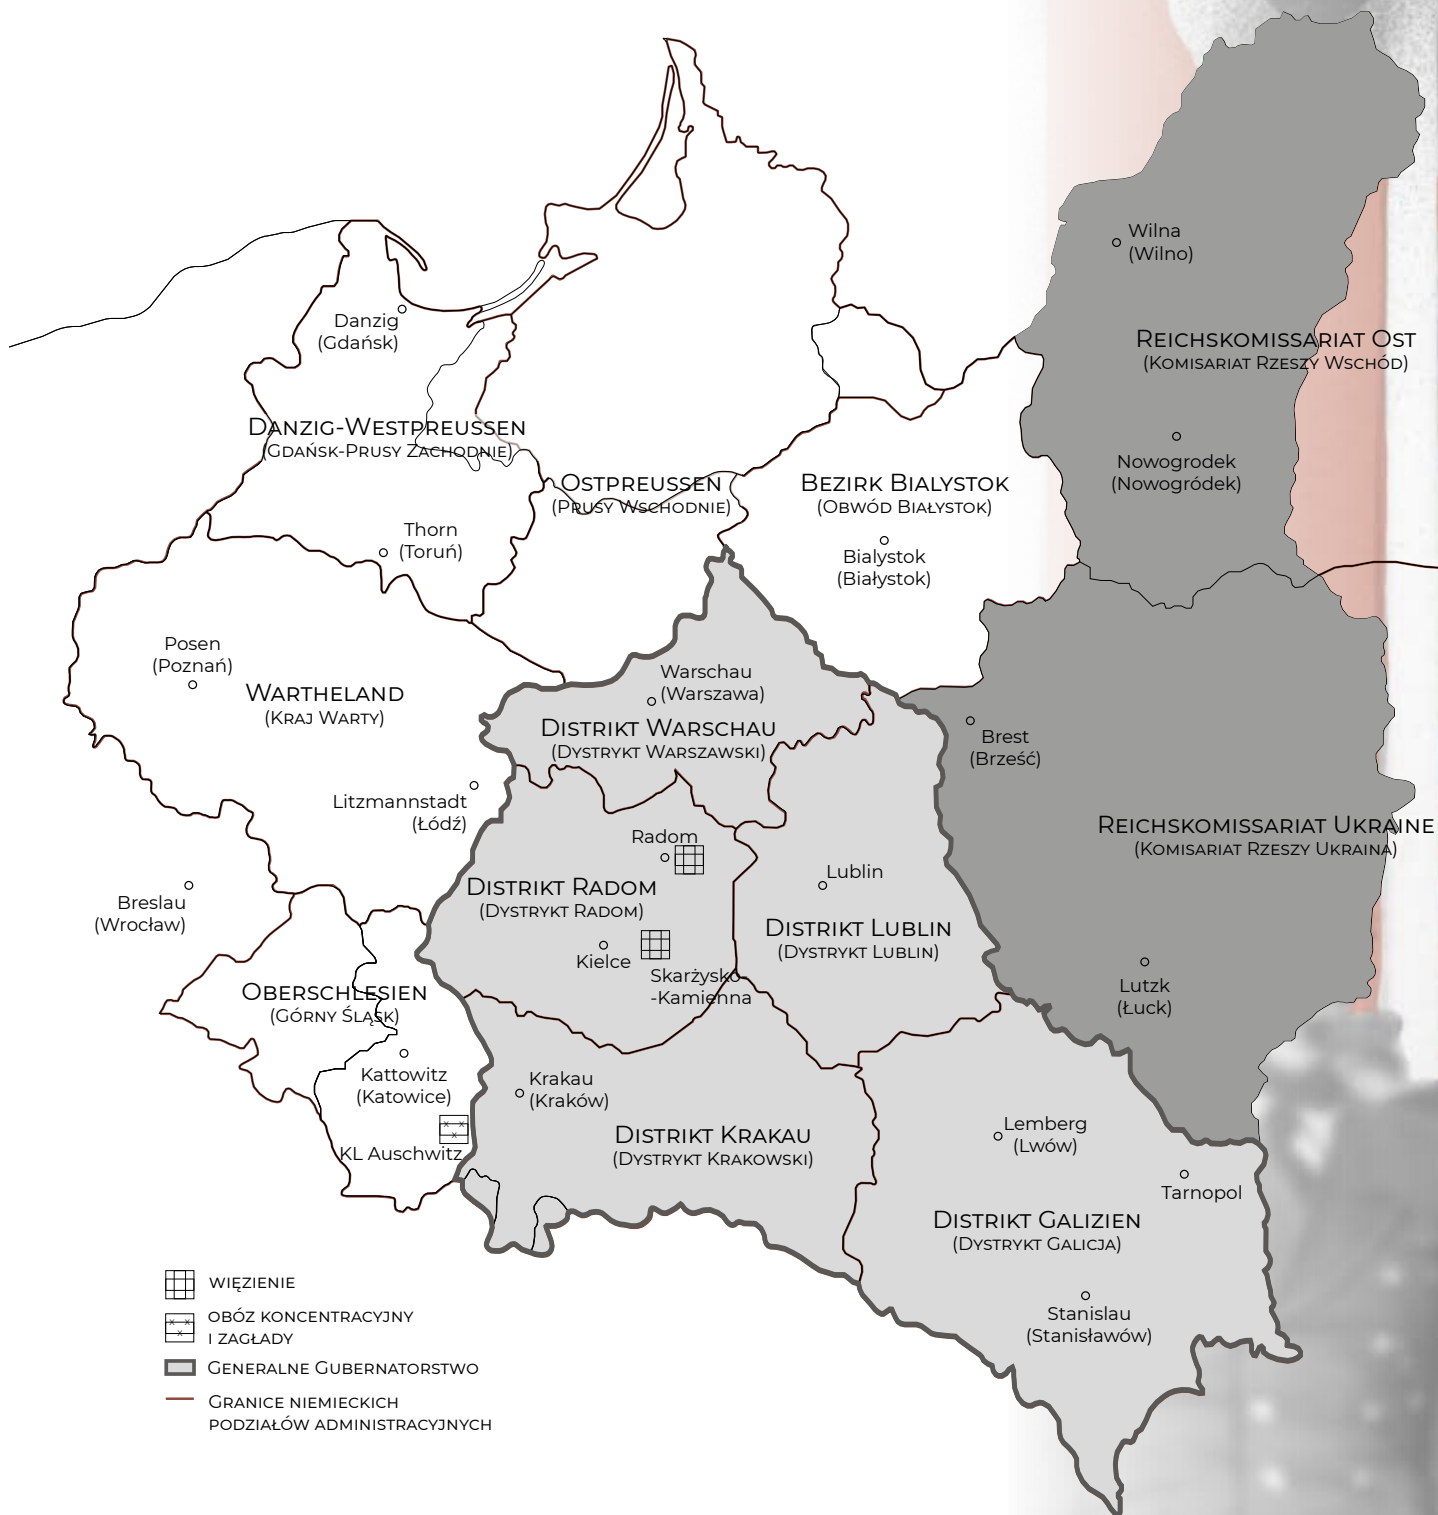 Wilna
(Wilno)
Danzig
(Gdańsk)
Reichskomissariat Ost
(Komisariat Rzeszy Wschód)
Danzig-Westpreussen
(Gdańsk-Prusy Zachodnie)
Nowogrodek
(Nowogródek)
Ostpreussen
(Prusy Wschodnie)
Bezirk Bialystok
(Obwód Białystok)
Thorn
(Toruń)
Bialystok
(Białystok)
Posen
(Poznań)
Wartheland
(Kraj Warty)
Warschau
(Warszawa)
Distrikt Warschau
(Dystrykt Warszawski)
Brest
(Brześć)
Litzmannstadt
(Łódź)
Reichskomissariat Ukraine
(Komisariat Rzeszy Ukraina)
Radom
Distrikt Radom
(Dystrykt Radom)
Lublin
Breslau
(Wrocław)
Distrikt Lublin
(Dystrykt Lublin)
Kielce
Skarżysko
-Kamienna
Oberschlesien
(Górny Śląsk)
Lutzk
(Łuck)
Kattowitz
(Katowice)
Krakau
(Kraków)
KL Auschwitz
Distrikt Krakau
(Dystrykt Krakowski)
Lemberg
(Lwów)
Tarnopol
Distrikt Galizien
(Dystrykt Galicja)
Stanislau
(Stanisławów)
więzienie
obóz koncentracyjny
i zagłady
Generalne Gubernatorstwo
Granice niemieckich
podziałów administracyjnych